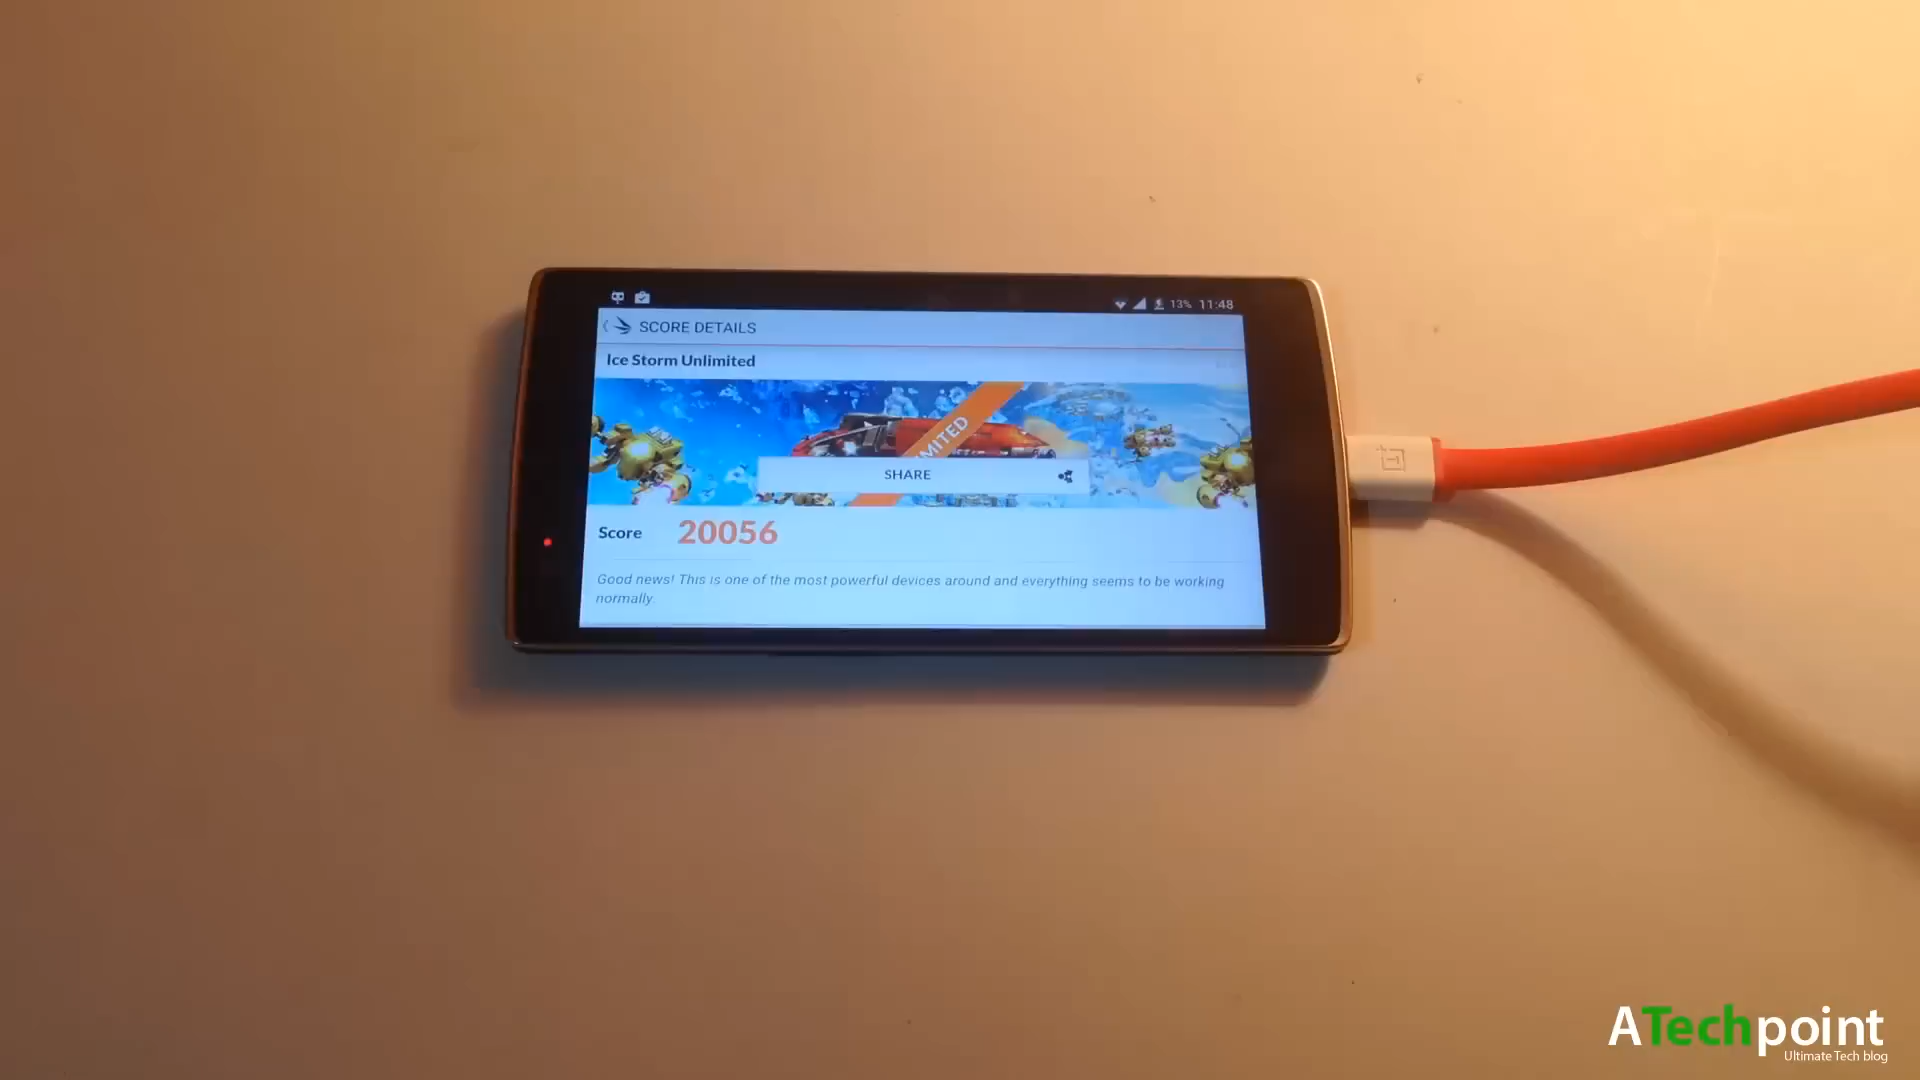 13% 11:48
SCORE DETAILS
Ice Storm Unlimited
MITED
SHARE
Score 20056
Good news! This is one of the most powerful devices around and everything seems to be working
normally.
ATechpoint
Ultimate Tech blog